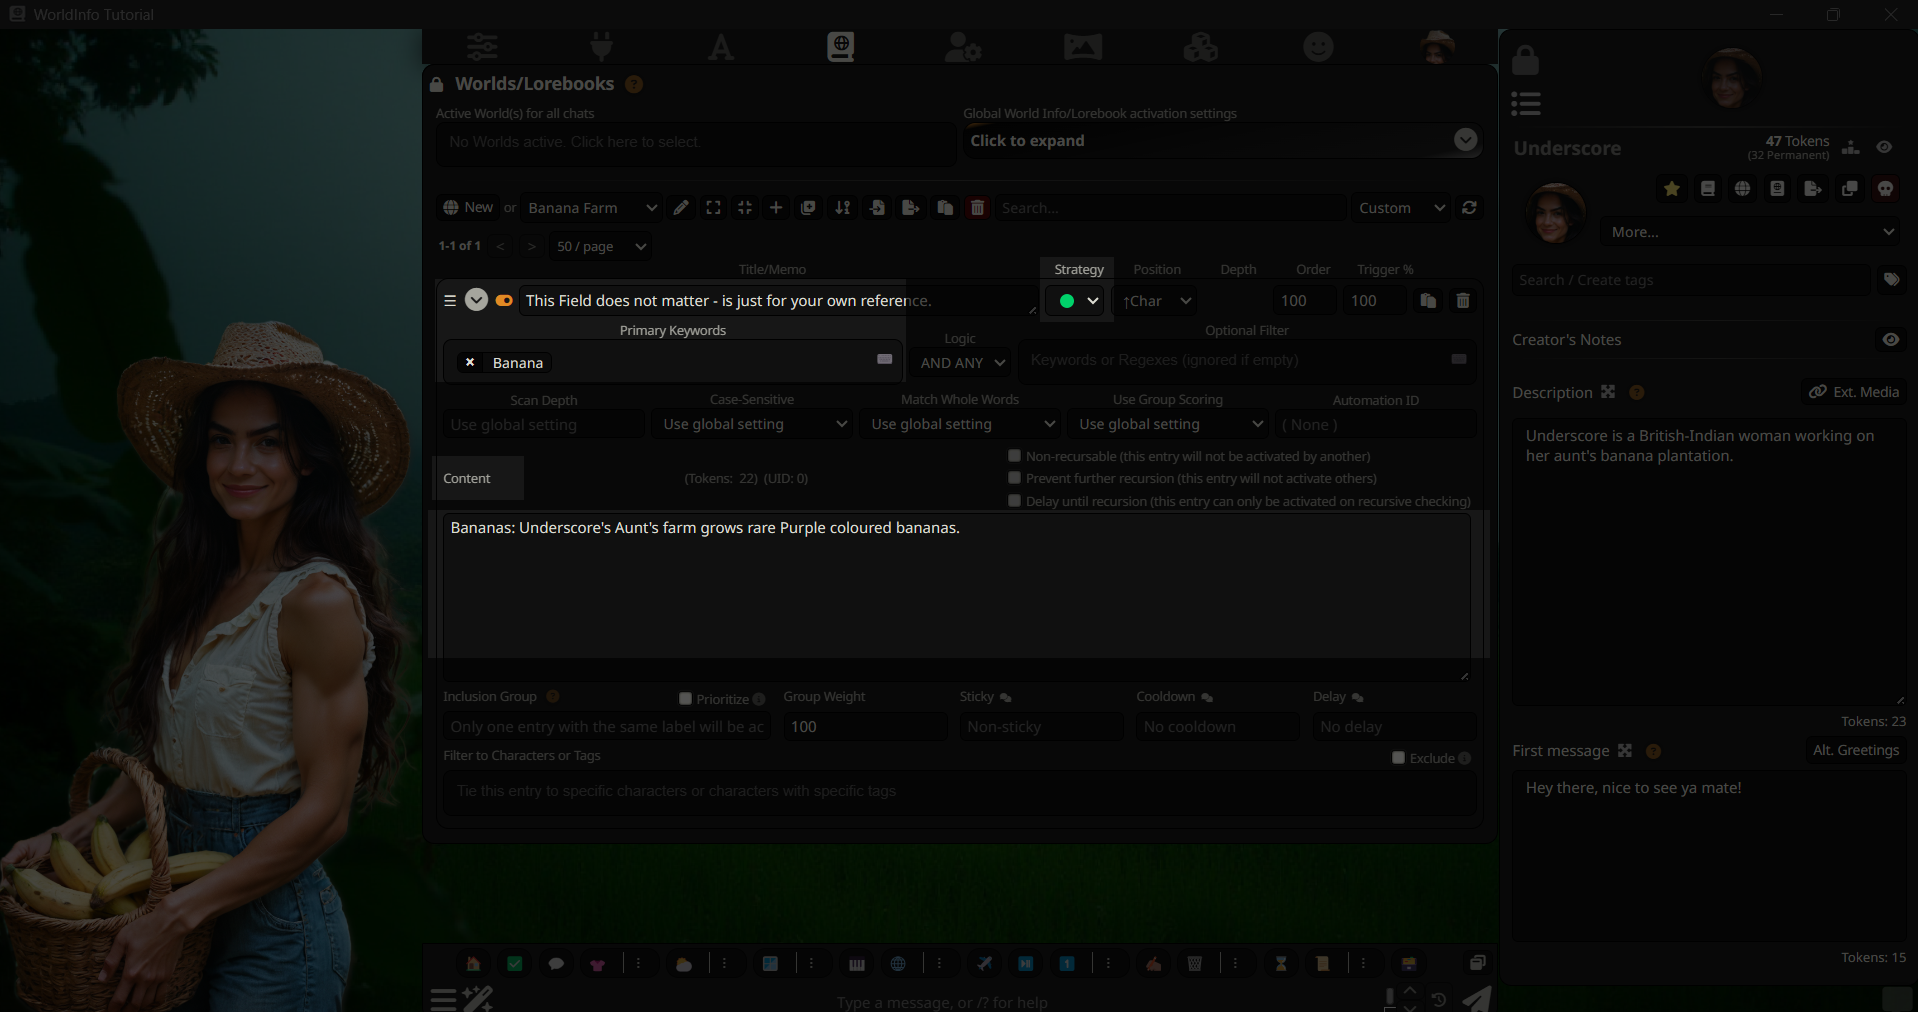 WorldInfo Tutorial
Worlds/Lorebooks ?
Active World(s) for all chats
Global World Info/Lorebook activation settings
No Worlds active. Click here to select.
Click to expand
New or Banana Farm
Search...
Custom
1-1 of 1 < > 50 / page
Title/Memo Strategy Position Depth Order Trigger %
This Field does not matter - is just for your own reference.
↑Char 100 100
Primary Keywords
Logic
Optional Filter
× Banana
AND ANY
Keywords or Regexes (ignored if empty)
Scan Depth Case-Sensitive Match Whole Words Use Group Scoring Automation ID
Use global setting Use global setting Use global setting Use global setting ( None )
Non-recursable (this entry will not be activated by another)
Content (Tokens: 22) (UID: 0)
Prevent further recursion (this entry will not activate others)
Delay until recursion (this entry can only be activated on recursive checking)
Bananas: Underscore's Aunt's farm grows rare Purple coloured bananas.
Inclusion Group ? Prioritize Group Weight Sticky Cooldown Delay
Only one entry with the same label will be ac 100 Non-sticky No cooldown No delay
Filter to Characters or Tags
Exclude
Tie this entry to specific characters or characters with specific tags
Type a message, or /? for help
Underscore
47 Tokens
(32 Permanent)
More...
Search / Create tags
Creator's Notes
Description ?
Ext. Media
Underscore is a British-Indian woman working on
her aunt's banana plantation.
Tokens: 23
First message ?
Alt. Greetings
Hey there, nice to see ya mate!
Tokens: 15